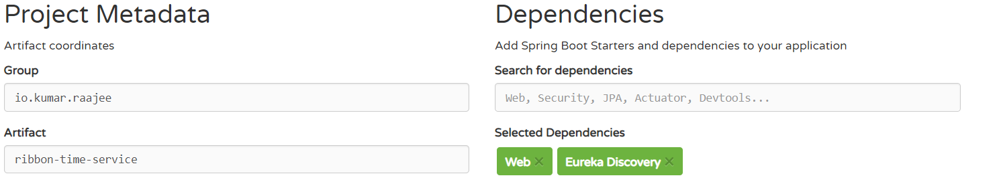 Project Metadata
Artifact coordinates
Group
io.kumar.raajee
Artifact
ribbon-time-service
Dependencies
Add Spring Boot Starters and dependencies to your application
Search for dependencies
Web, Security, JPA, Actuator, Devtools...
Selected Dependencies
Web × Eureka Discovery ×